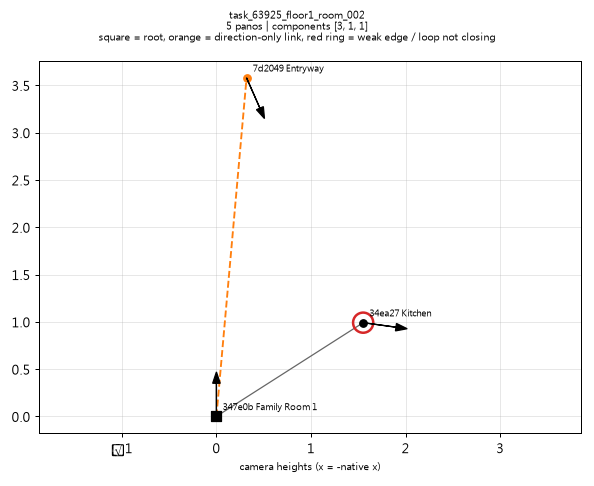 task_63925_floor1_room_002
5 panos | components [3, 1, 1]
square = root, orange = direction-only link, red ring = weak edge / loop not closing
7d2049 Entryway
3.5
3.0
2.5
2.0
1.5
34ea27 Kitchen
1.0
0.5
347e0b Family Room 1
0.0
1 0 1 2 3
camera heights (x = -native x)